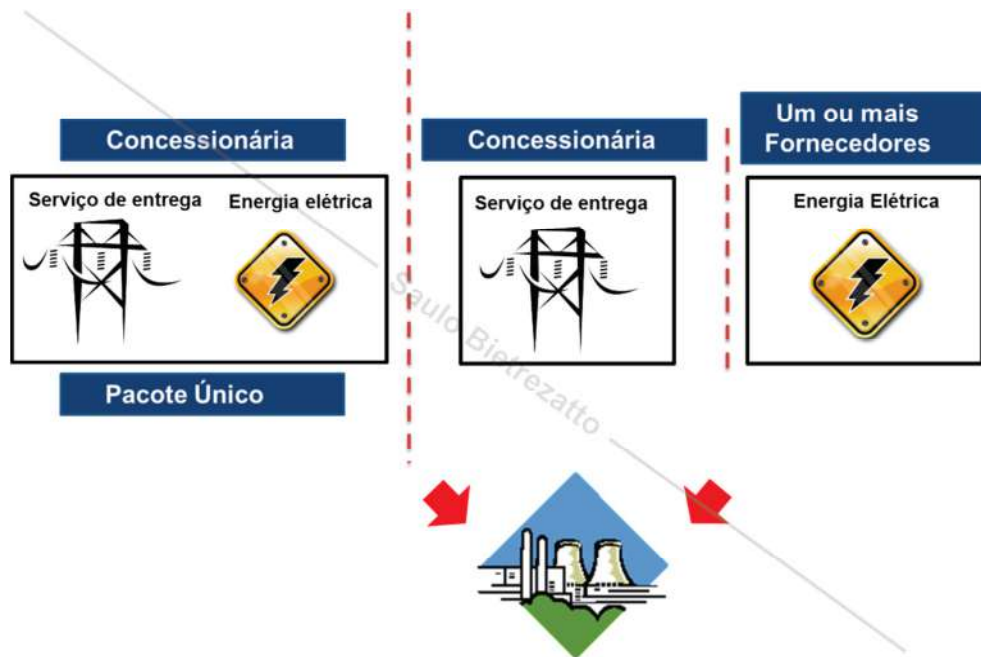 Concessionária
Serviço de entrega
Energia elétrica
Pacote Único
Concessionária
Serviço de entrega
Um ou mais
Fornecedores
Energia Elétrica
Saulo Bietrezatto